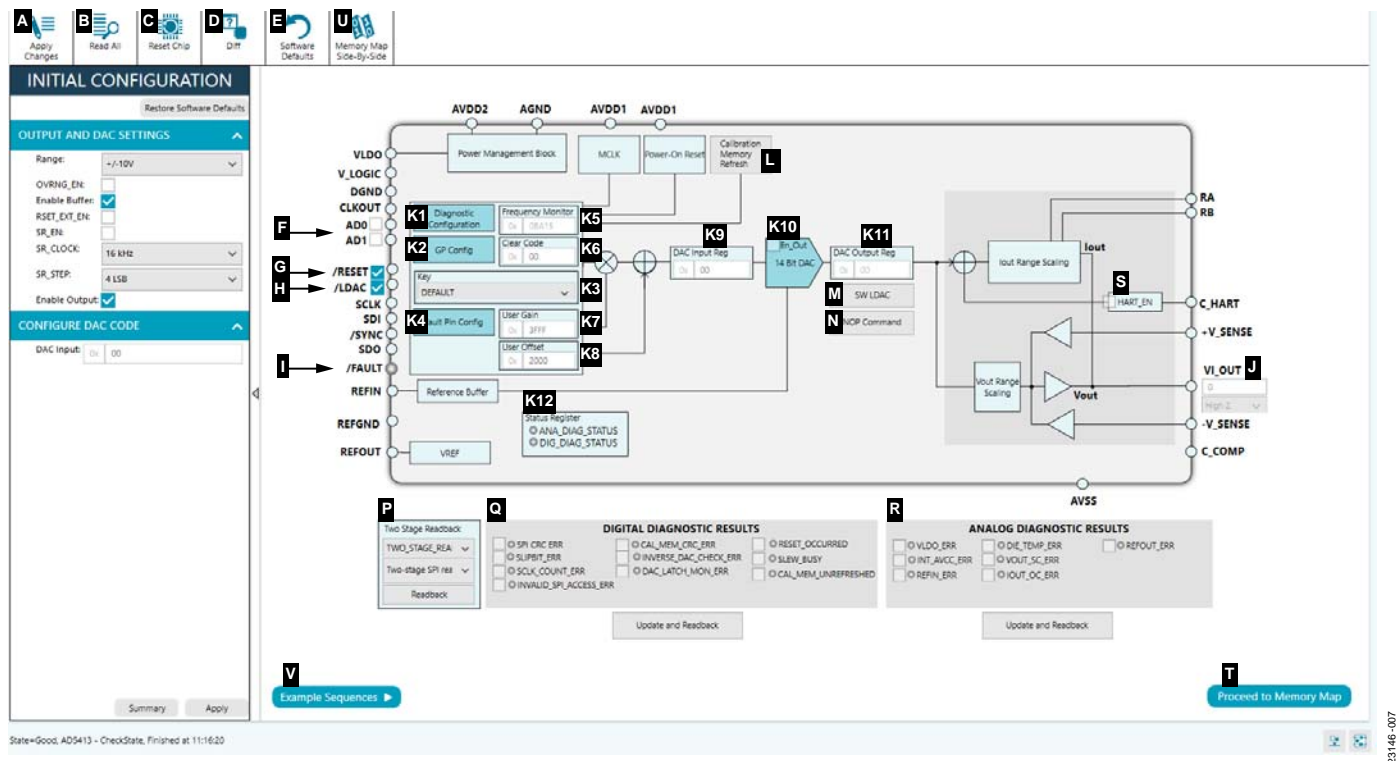 A B C D E U
Apply Changes
Read All
Reset Chip
Diff
Software Defaults
Memory Map Side-By-Side
INITIAL CONFIGURATION
Restore Software Defaults
OUTPUT AND DAC SETTINGS
Range: +/-10V
OVRNG_EN:
Enable Buffer:
RSET_EXT_EN:
SR_EN:
SR_CLOCK: 16 kHz
SR_STEP: 4 LSB
Enable Output:
CONFIGURE DAC CODE
DAC Input: 0x 00
Summary Apply
AVDD2 AGND AVDD1 AVDD1
VLDO
V_LOGIC
DGND
CLKOUT
F
AD0
AD1
G
/RESET
H
/LDAC
SCLK
SDI
/SYNC
SDO
I
/FAULT
REFIN
REFGND
REFOUT
Power Management Block
MCLK
Power-On Reset
Calibration Memory Refresh
L
K1
Diagnostic Configuration
Frequency Monitor
0x
K5
K2
GP Config
Clear Code
0x 00
K6
Key
DEFAULT
K3
K4
ault Pin Config
User Gain
0x 3FFF
K7
User Offset
0x 2000
K8
Reference Buffer
VREF
K12
Status Register
ANA_DIAG_STATUS
DIG_DIAG_STATUS
K9
DAC Input Reg
0x 00
K10
Bin_Out
14 Bit DAC
K11
DAC Output Reg
0x 00
M
SW LDAC
N
NOP Command
Iout Range Scaling
Iout
S
HART_EN
Vout Range Scaling
Vout
RA
RB
C_HART
+V_SENSE
VI_OUT
J
0
High Z
-V_SENSE
C_COMP
AVSS
P
Two Stage Readback
TWO_STAGE_REA
Two-stage SPI rea
Readback
Q
DIGITAL DIAGNOSTIC RESULTS
SPI CRC ERR
SLIPBIT_ERR
SCLK_COUNT_ERR
INVALID_SPI_ACCESS_ERR
CAL_MEM_CRC_ERR
INVERSE_DAC_CHECK_ERR
DAC_LATCH_MON_ERR
RESET_OCCURRED
SLEW_BUSY
CAL_MEM_UNREFRESHED
Update and Readback
R
ANALOG DIAGNOSTIC RESULTS
VLDO_ERR
INT_AVCC_ERR
REFIN_ERR
DIE_TEMP_ERR
VOUT_SC_ERR
IOUT_OC_ERR
REFOUT_ERR
Update and Readback
V
Example Sequences
T
Proceed to Memory Map
State=Good, AD5413 - CheckState, Finished at 11:16:20
23146-007